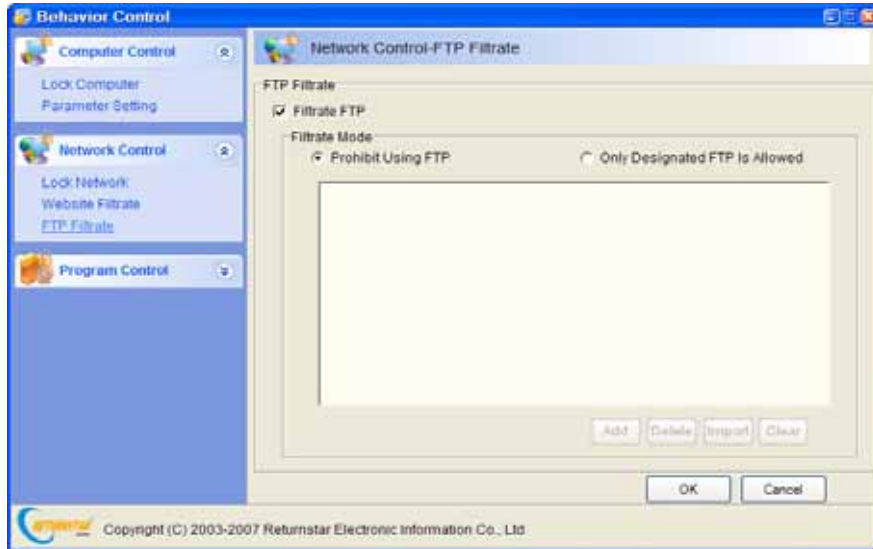 Behavior Control
Computer Control
Lock Computer
Parameter Setting
Network Control
Lock Network
Website Filtrate
FTP Filtrate
Program Control
Network Control-FTP Filtrate
FTP Filtrate
Filtrate FTP
Filtrate Mode
Prohibit Using FTP
Only Designated FTP Is Allowed
Add Delete Import Clear
OK Cancel
Copyright (C) 2003-2007 Returnstar Electronic Information Co., Ltd